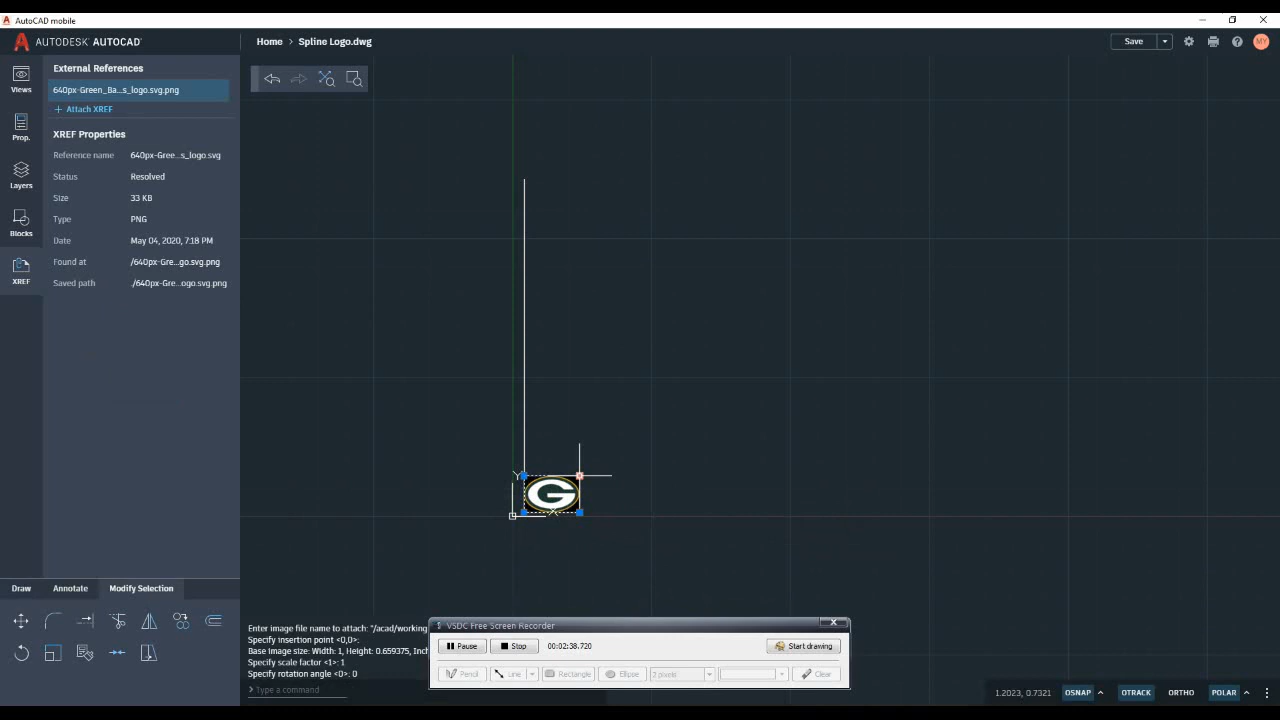 AutoCAD mobile
AUTODESK AUTOCAD
Home > Spline Logo.dwg
Save
MY
Views
Prop.
Layers
Blocks
XREF
External References
640px-Green_Ba...s_logo.svg.png
+ Attach XREF
XREF Properties
Reference name 640px-Gree...s_logo.svg
Status Resolved
Size 33 KB
Type PNG
Date May 04, 2020, 7:18 PM
Found at /640px-Gre...go.svg.png
Saved path ./640px-Gre...ogo.svg.png
Y
G
X
Draw Annotate Modify Selection
Enter image file name to attach: "/acad/working
Specify insertion point <0,0>:
Base image size: Width: 1, Height: 0.659375, Inch
Specify scale factor <1>: 1
Specify rotation angle <0>: 0
Type a command
VSDC Free Screen Recorder
Pause Stop 00:02:38.720 Start drawing
Pencil Line Rectangle Ellipse 2 pixels Clear
1.2023, 0.7321 OSNAP OTRACK ORTHO POLAR